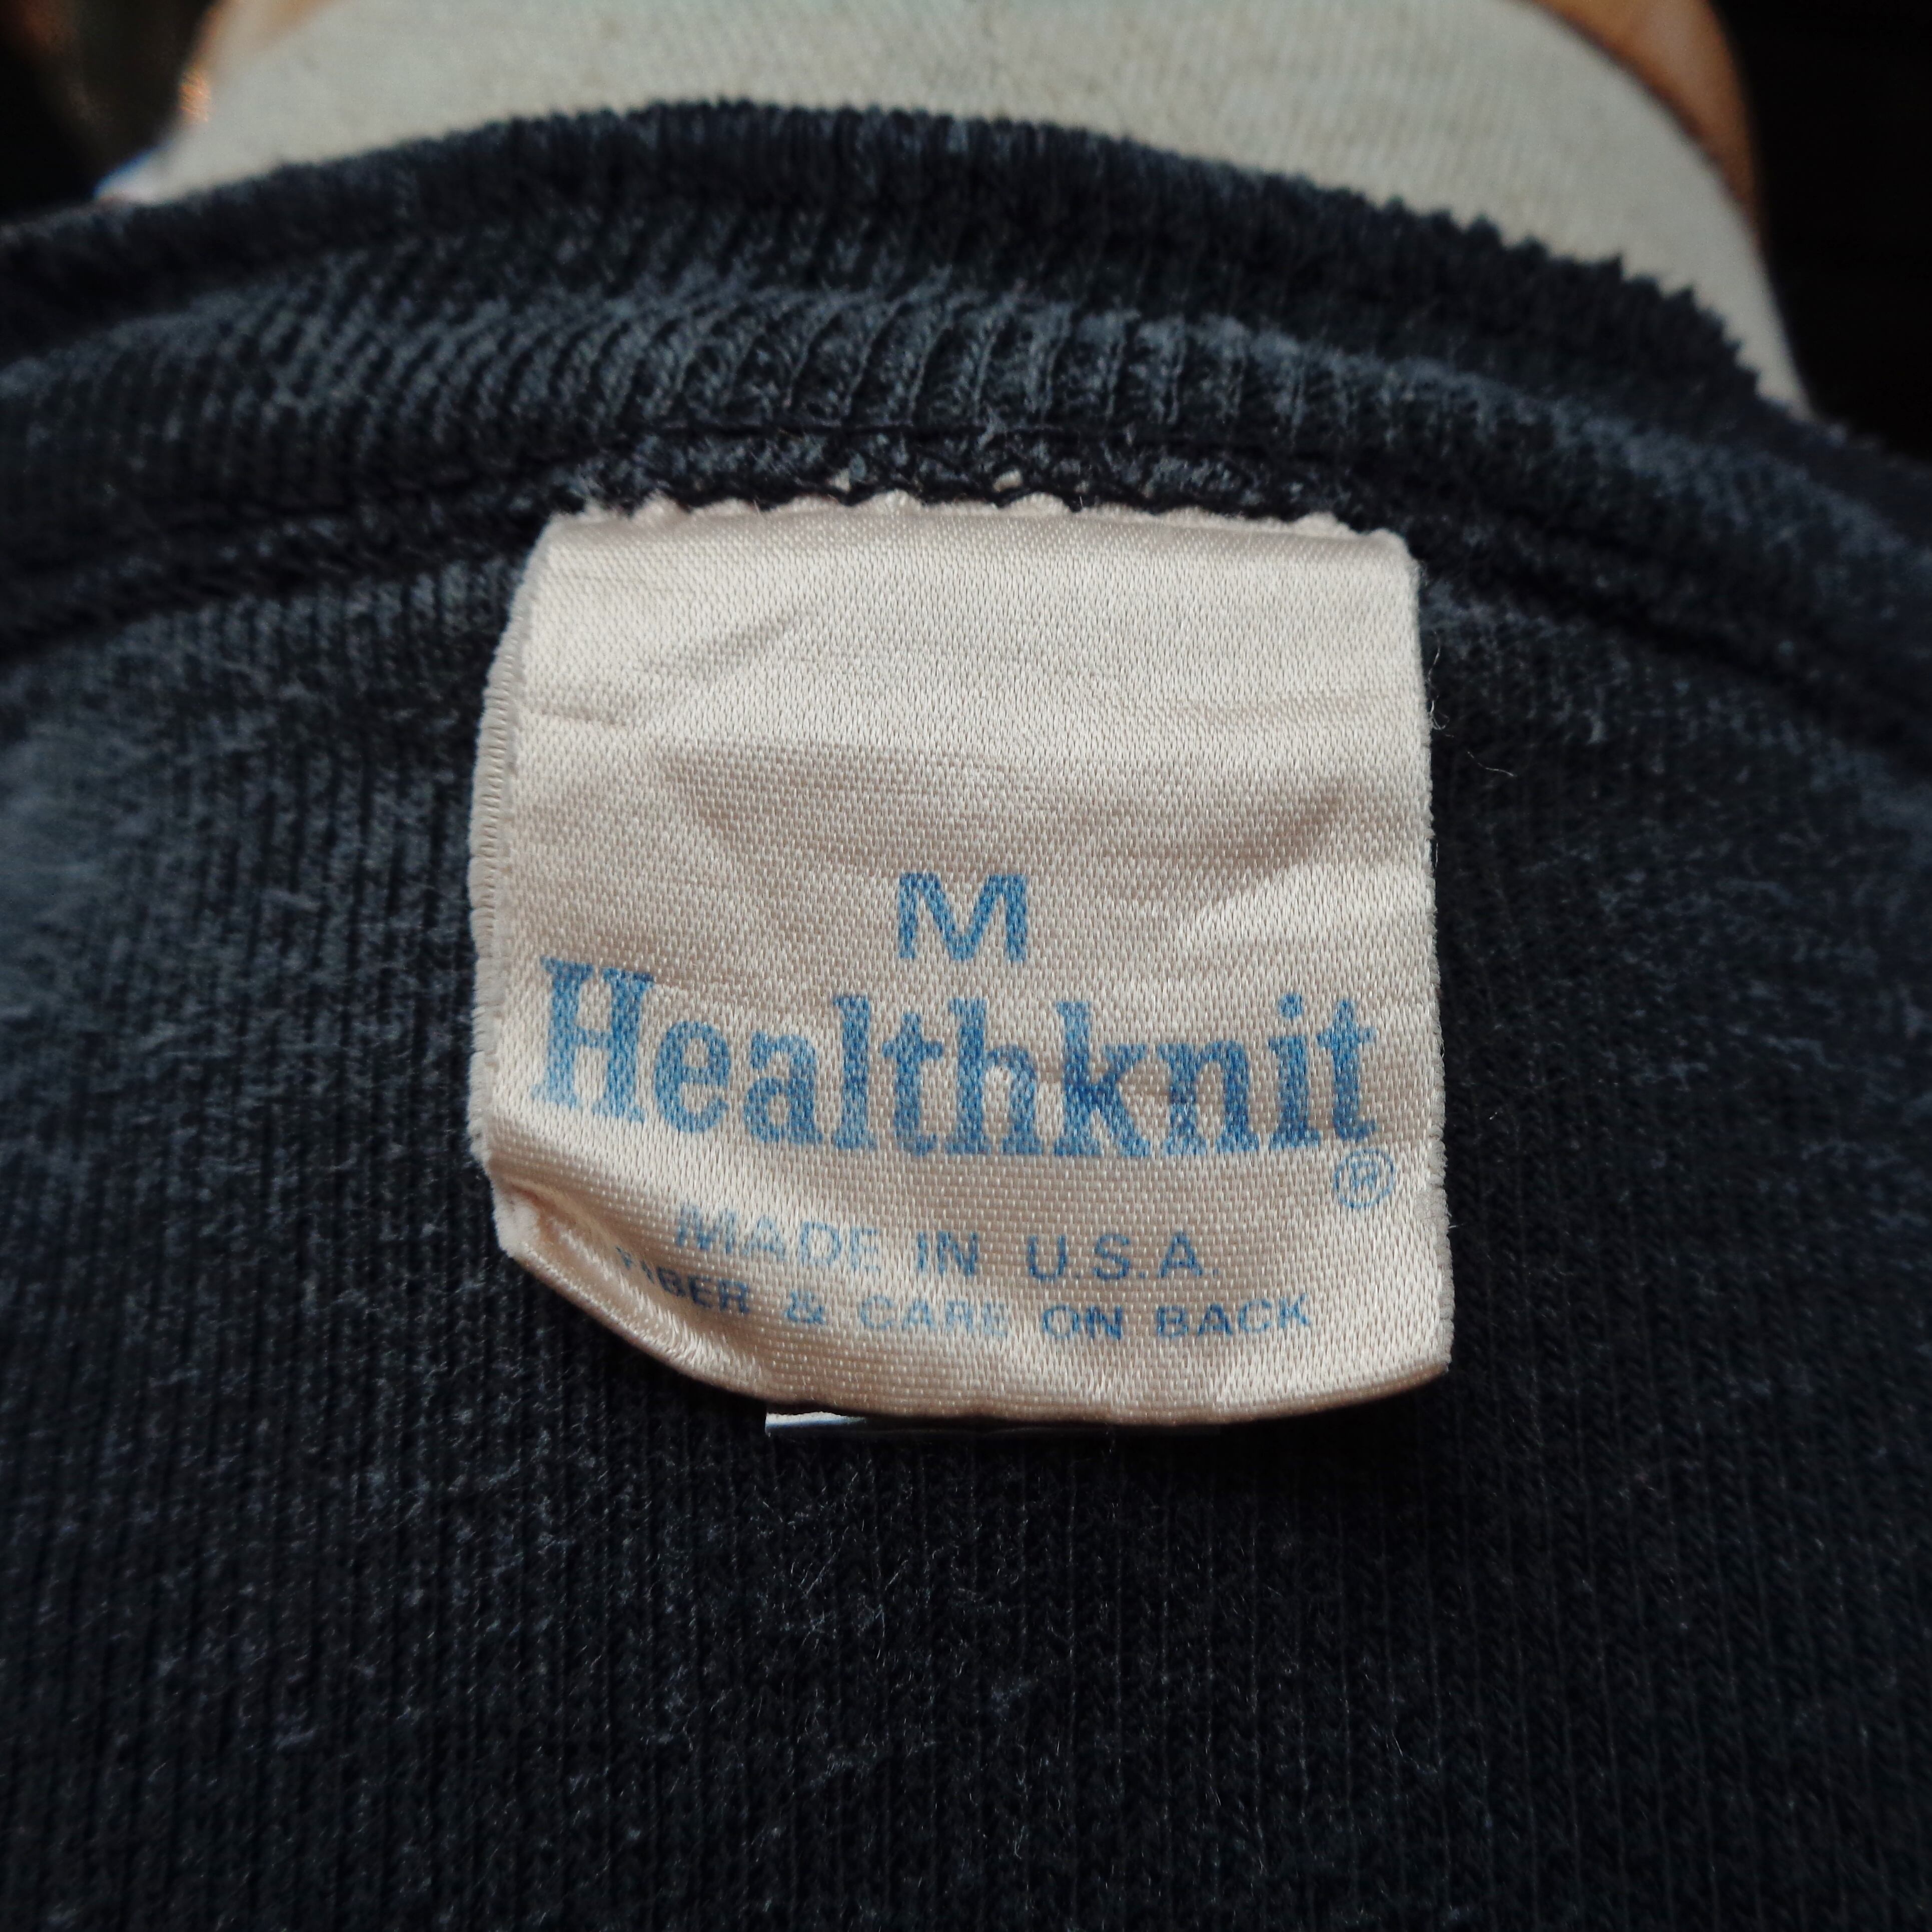 M
Healthknit
®
MADE IN U.S.A.
FIBER & CARE ON BACK